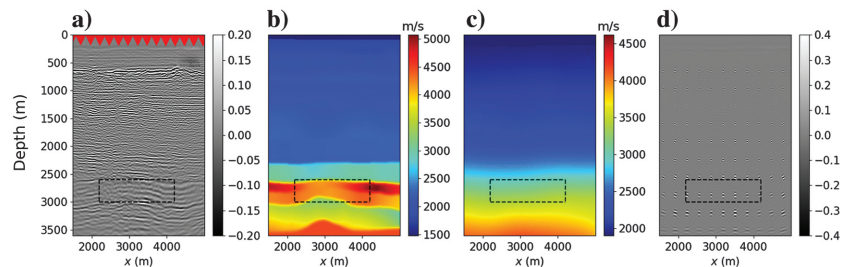 a) b) c) d)
m/s m/s
0 0.20 5000 4500 0.4
500 0.15 4500 0.3
1000 0.10 4000 4000 0.2
1500 0.05 3500 3500 0.1
2000 0.00 3000 0.0
2500 −0.05 2500 3000 −0.1
3000 −0.10 2000 2500 −0.2
3500 −0.15 1500 2000 −0.3
−0.20 −0.4
Depth (m)
2000 3000 4000 2000 3000 4000 2000 3000 4000 2000 3000 4000
x (m) x (m) x (m) x (m)